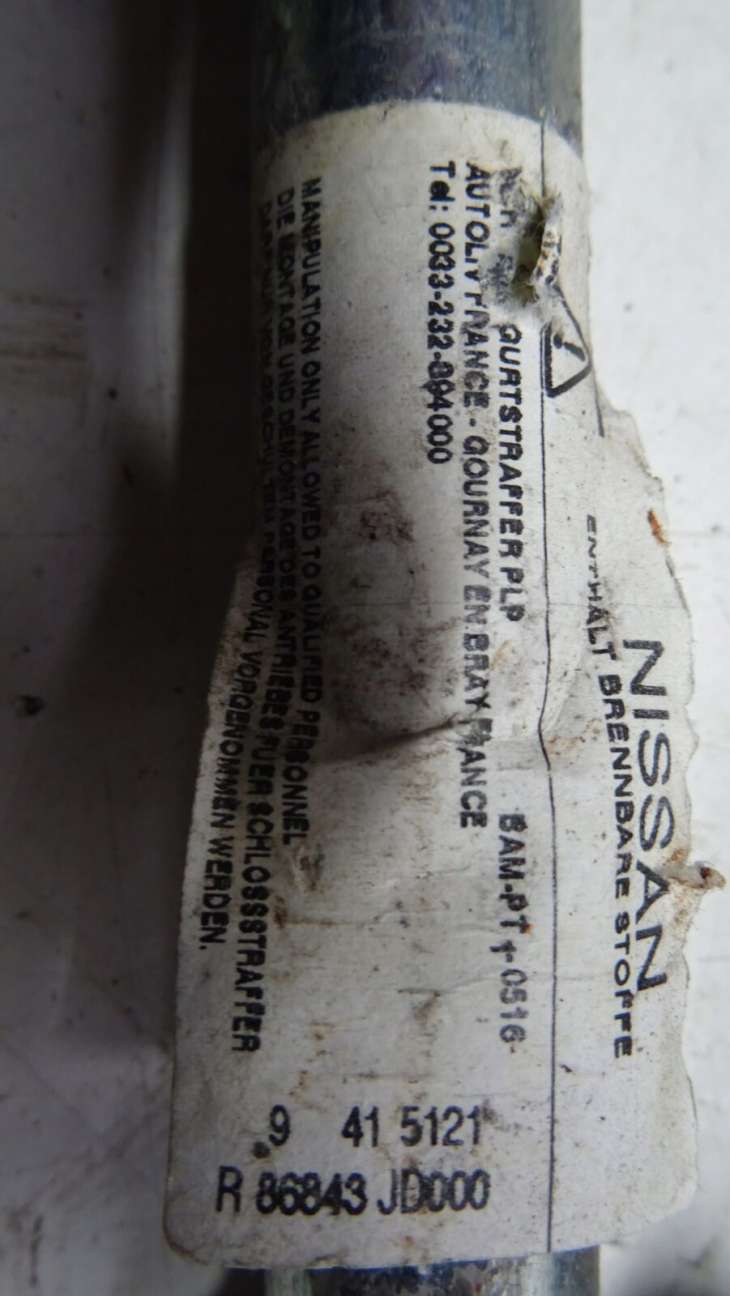 NISSAN
ENTHALT BRENNBARE STOFFE
GURTSTRAFFER PLP BAM-PT 1-0516-
AUTOLIV FRANCE - GOURNAY EN BRAY FRANCE
Tel: 0033-232-894000
MANIPULATION ONLY ALLOWED TO QUALIFIED PERSONNEL
DIE MONTAGE UND DEMONTAGE DES ANTRIEBES FUER SCHLOSSSTRAFFER
PERSONAL VORGENOMMEN WERDEN.
9 41 5121
R 86843 JD000